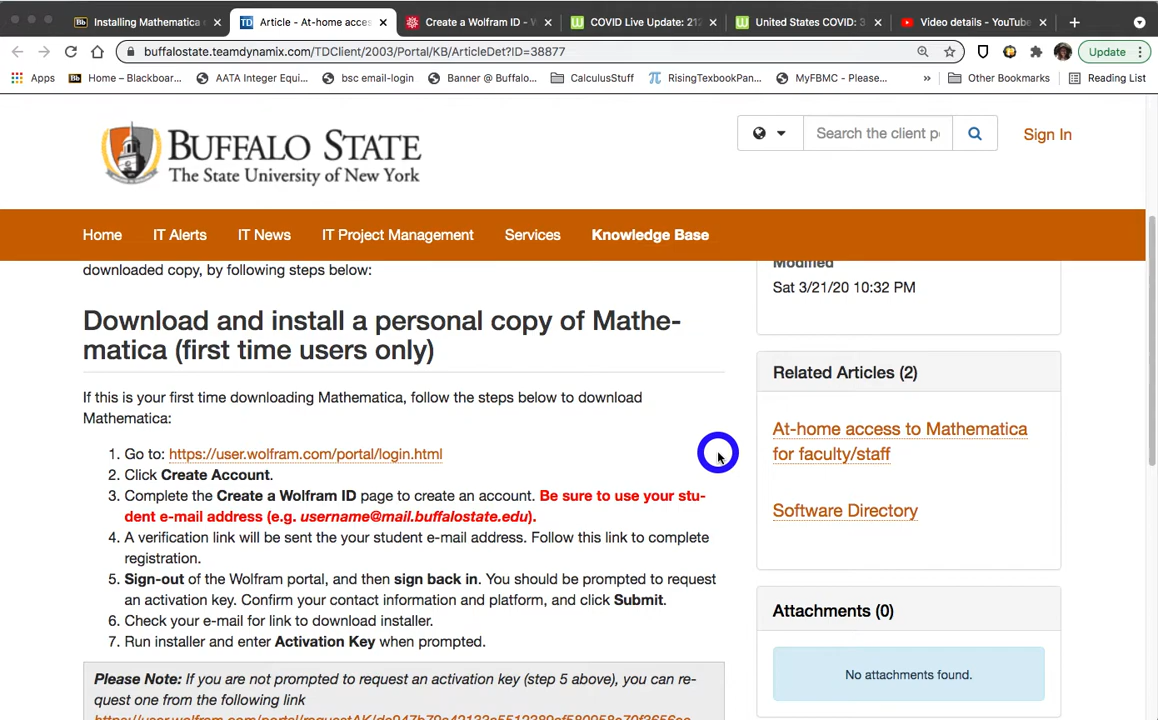 Installing Mathematica
Article - At-home acces
Create a Wolfram ID - W
COVID Live Update: 212
United States COVID: 3
Video details - YouTube
buffalostate.teamdynamix.com/TDClient/2003/Portal/KB/ArticleDet?ID=38877
Update
Apps
Home – Blackboar...
AATA Integer Equi...
bsc email-login
Banner @ Buffalo...
CalculusStuff
RisingTextookPan...
MyFBMC - Please...
»
Other Bookmarks
Reading List
BUFFALO STATE
The State University of New York
Search the client po
Sign In
Home
IT Alerts
IT News
IT Project Management
Services
Knowledge Base
downloaded copy, by following steps below:
Download and install a personal copy of Mathe-
matica (first time users only)
If this is your first time downloading Mathematica, follow the steps below to download
Mathematica:
1. Go to: https://user.wolfram.com/portal/login.html
2. Click Create Account.
3. Complete the Create a Wolfram ID page to create an account. Be sure to use your stu-
dent e-mail address (e.g. username@mail.buffalostate.edu).
4. A verification link will be sent the your student e-mail address. Follow this link to complete
registration.
5. Sign-out of the Wolfram portal, and then sign back in. You should be prompted to request
an activation key. Confirm your contact information and platform, and click Submit.
6. Check your e-mail for link to download installer.
7. Run installer and enter Activation Key when prompted.
Please Note: If you are not prompted to request an activation key (step 5 above), you can re-
quest one from the following link
Modified
Sat 3/21/20 10:32 PM
Related Articles (2)
At-home access to Mathematica
for faculty/staff
Software Directory
Attachments (0)
No attachments found.